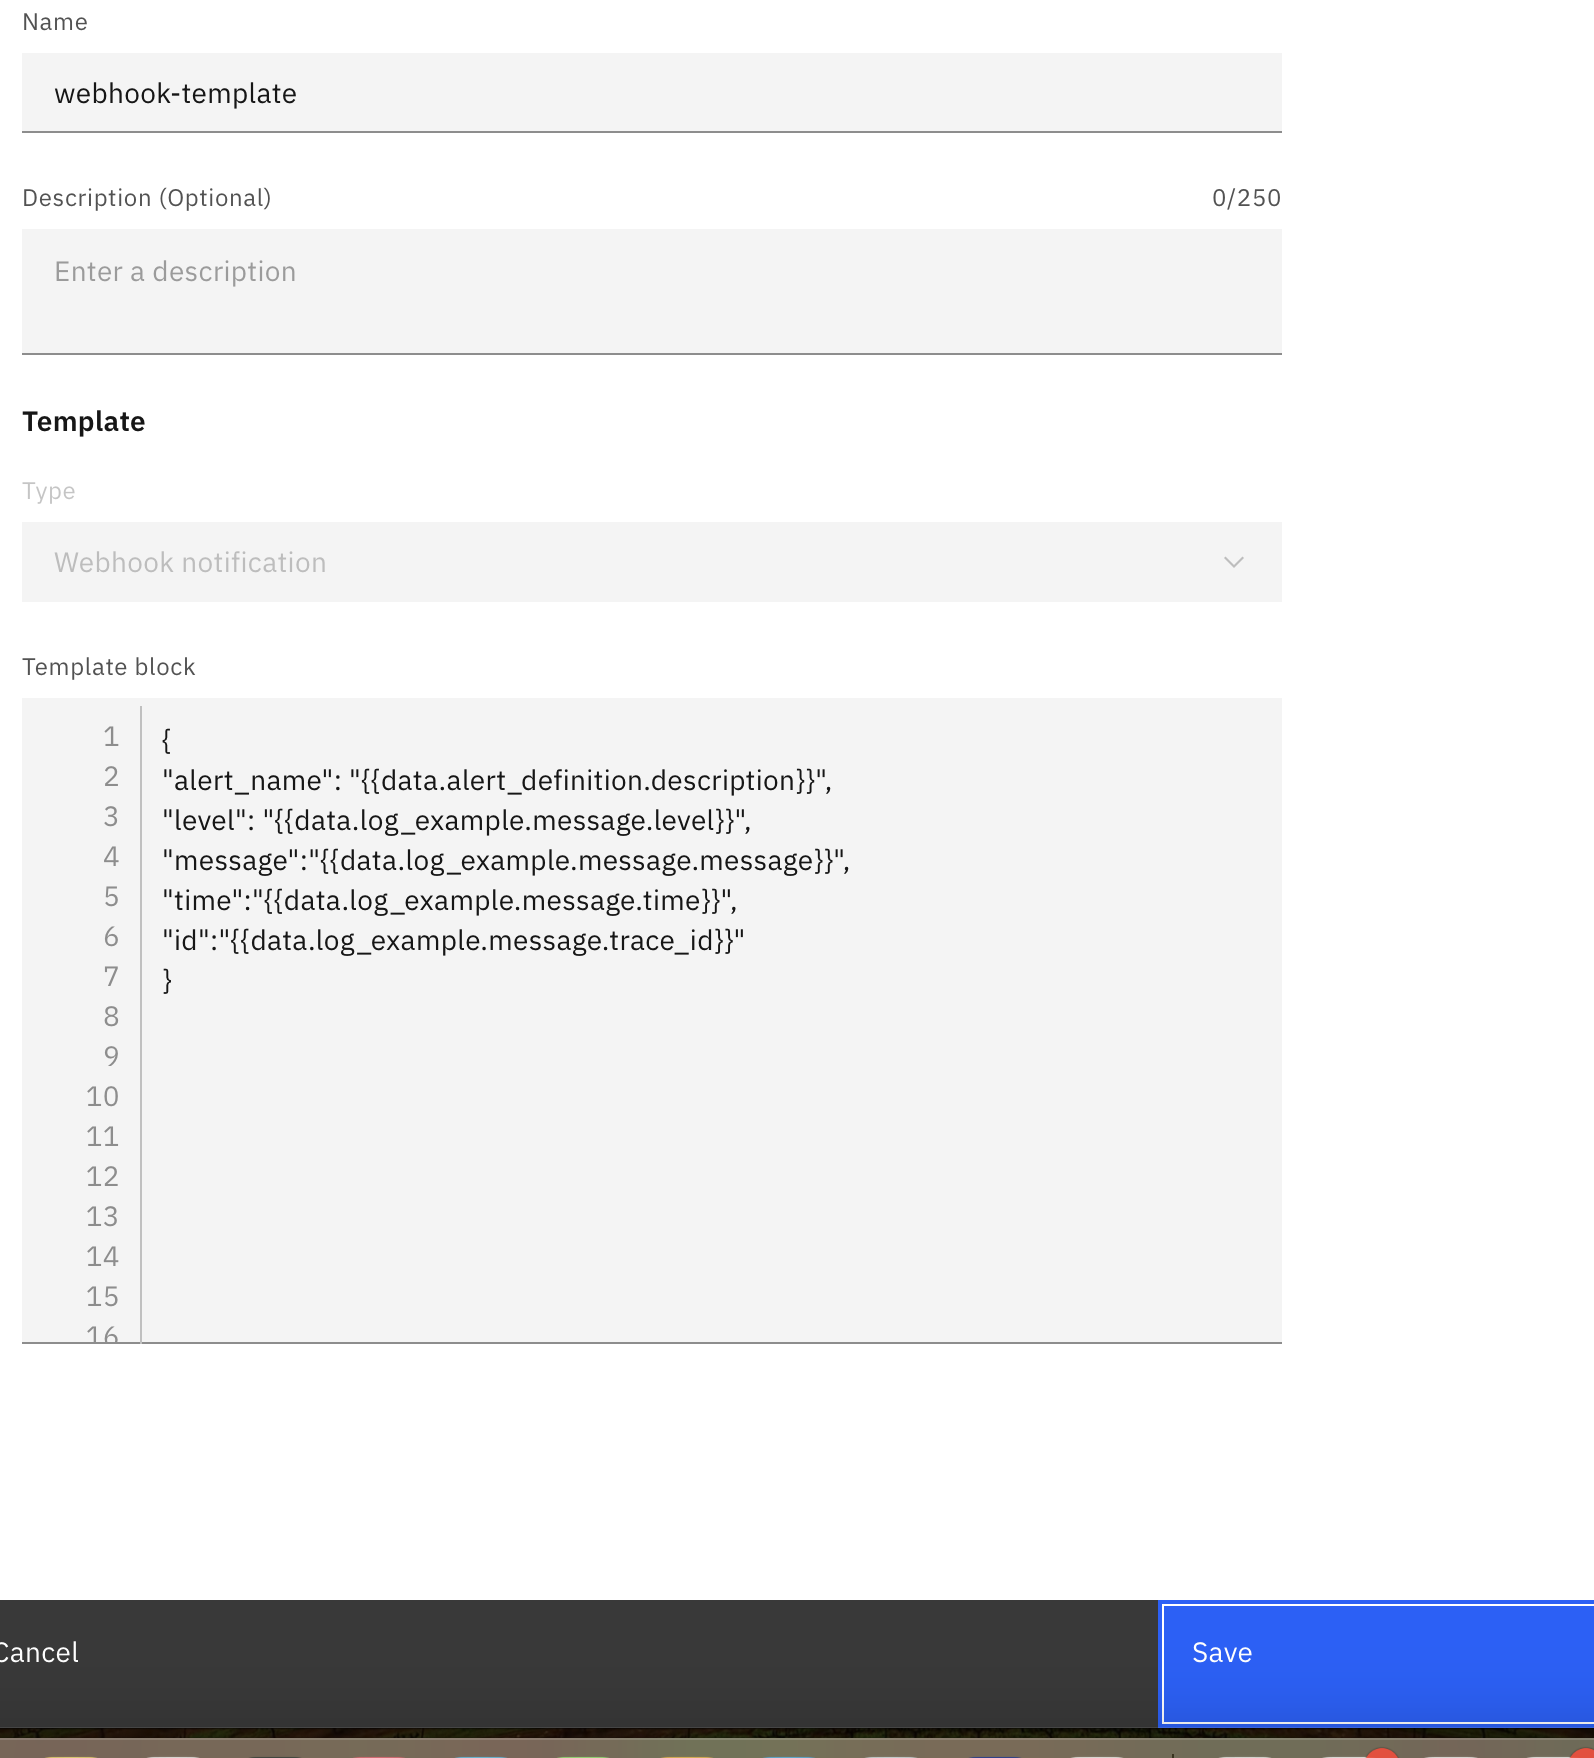 Name
webhook-template
Description (Optional) 0/250
Enter a description
Template
Type
Webhook notification
Template block
1 {
2 "alert_name": "{{data.alert_definition.description}}",
3 "level": "{{data.log_example.message.level}}",
4 "message":"{{data.log_example.message.message}}",
5 "time":"{{data.log_example.message.time}}",
6 "id":"{{data.log_example.message.trace_id}}"
7 }
8
9
10
11
12
13
14
15
16
Cancel Save